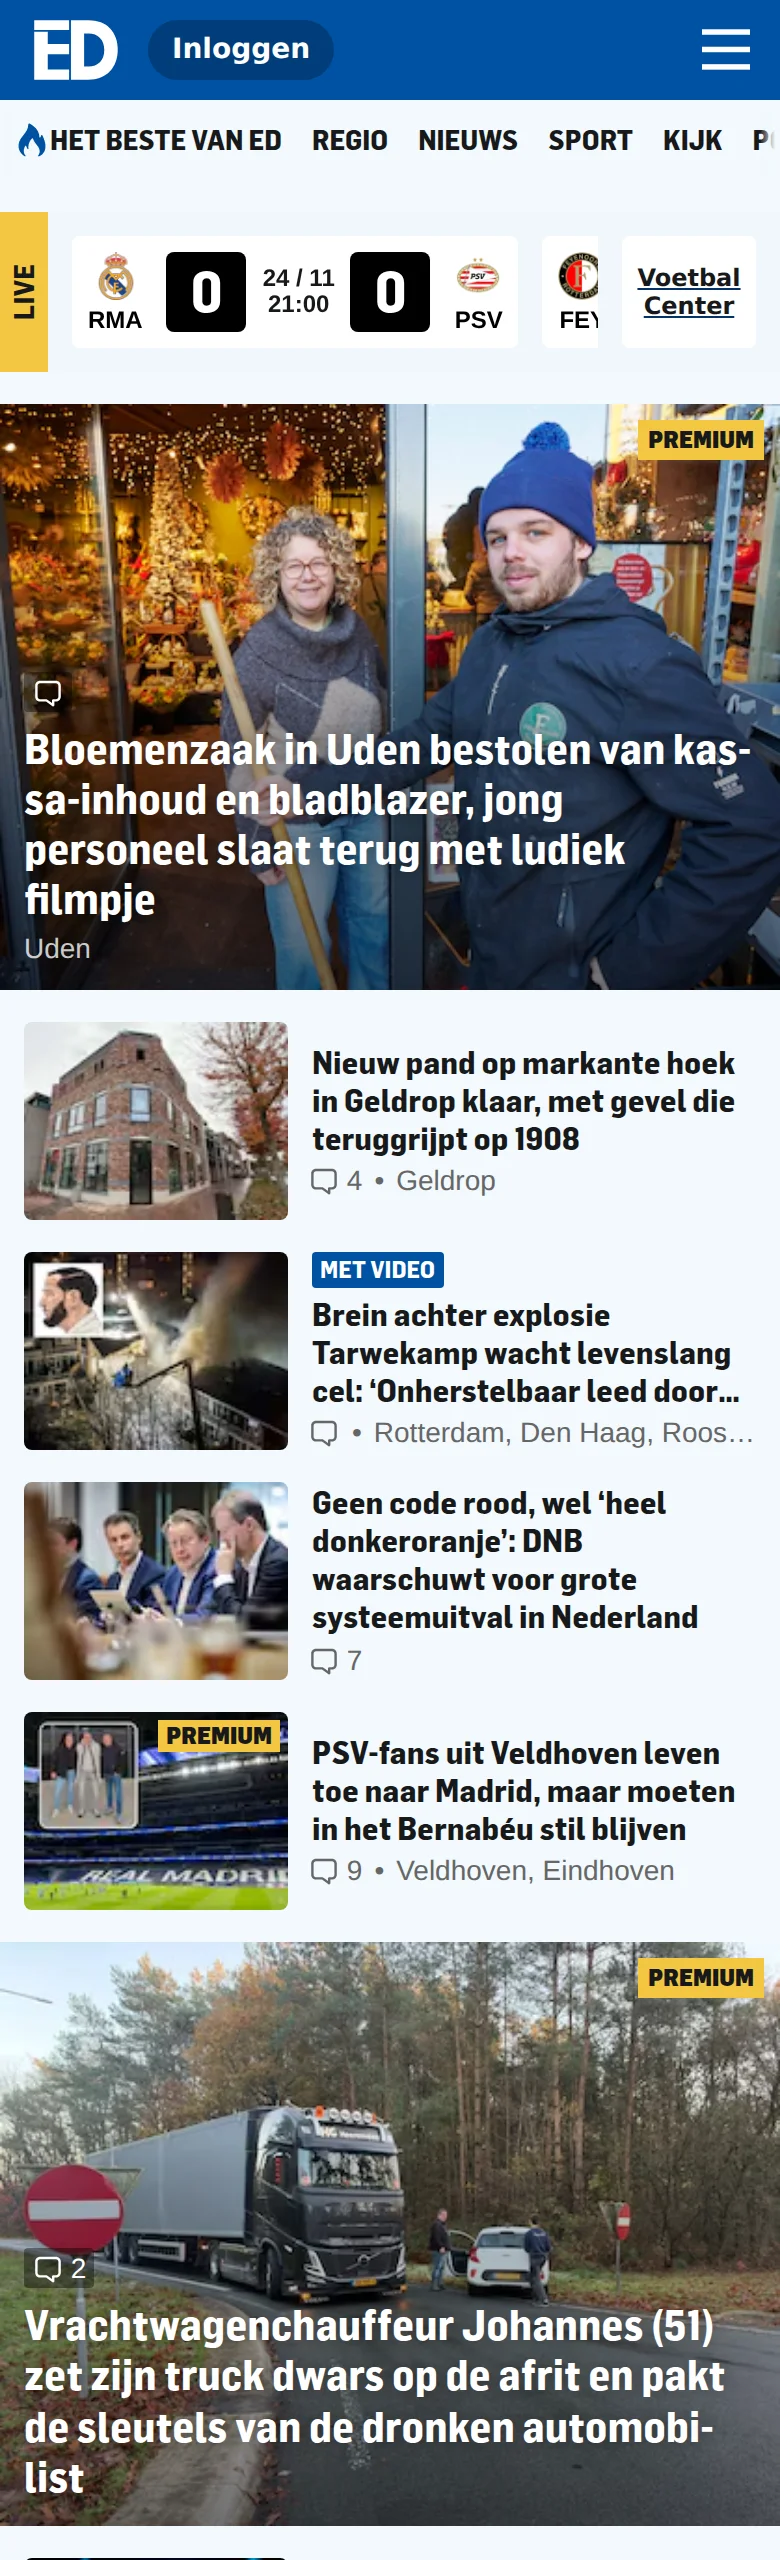 ED
Inloggen
HET BESTE VAN ED REGIO NIEUWS SPORT KIJK
LIVE
RMA
0
24 / 11
21:00
0
PSV
FEY
Voetbal
Center
PREMIUM
Bloemenzaak in Uden bestolen van kas-
sa-inhoud en bladblazer, jong
personeel slaat terug met ludiek
filmpje
Uden
Nieuw pand op markante hoek
in Geldrop klaar, met gevel die
teruggrijpt op 1908
4 • Geldrop
MET VIDEO
Brein achter explosie
Tarwekamp wacht levenslang
cel: ‘Onherstelbaar leed door...
• Rotterdam, Den Haag, Roos...
Geen code rood, wel ‘heel
donkeroranje’: DNB
waarschuwt voor grote
systeemuitval in Nederland
7
PREMIUM
REAL MADRID
PSV-fans uit Veldhoven leven
toe naar Madrid, maar moeten
in het Bernabéu stil blijven
9 • Veldhoven, Eindhoven
PREMIUM
2
Vrachtwagenchauffeur Johannes (51)
zet zijn truck dwars op de afrit en pakt
de sleutels van de dronken automobi-
list